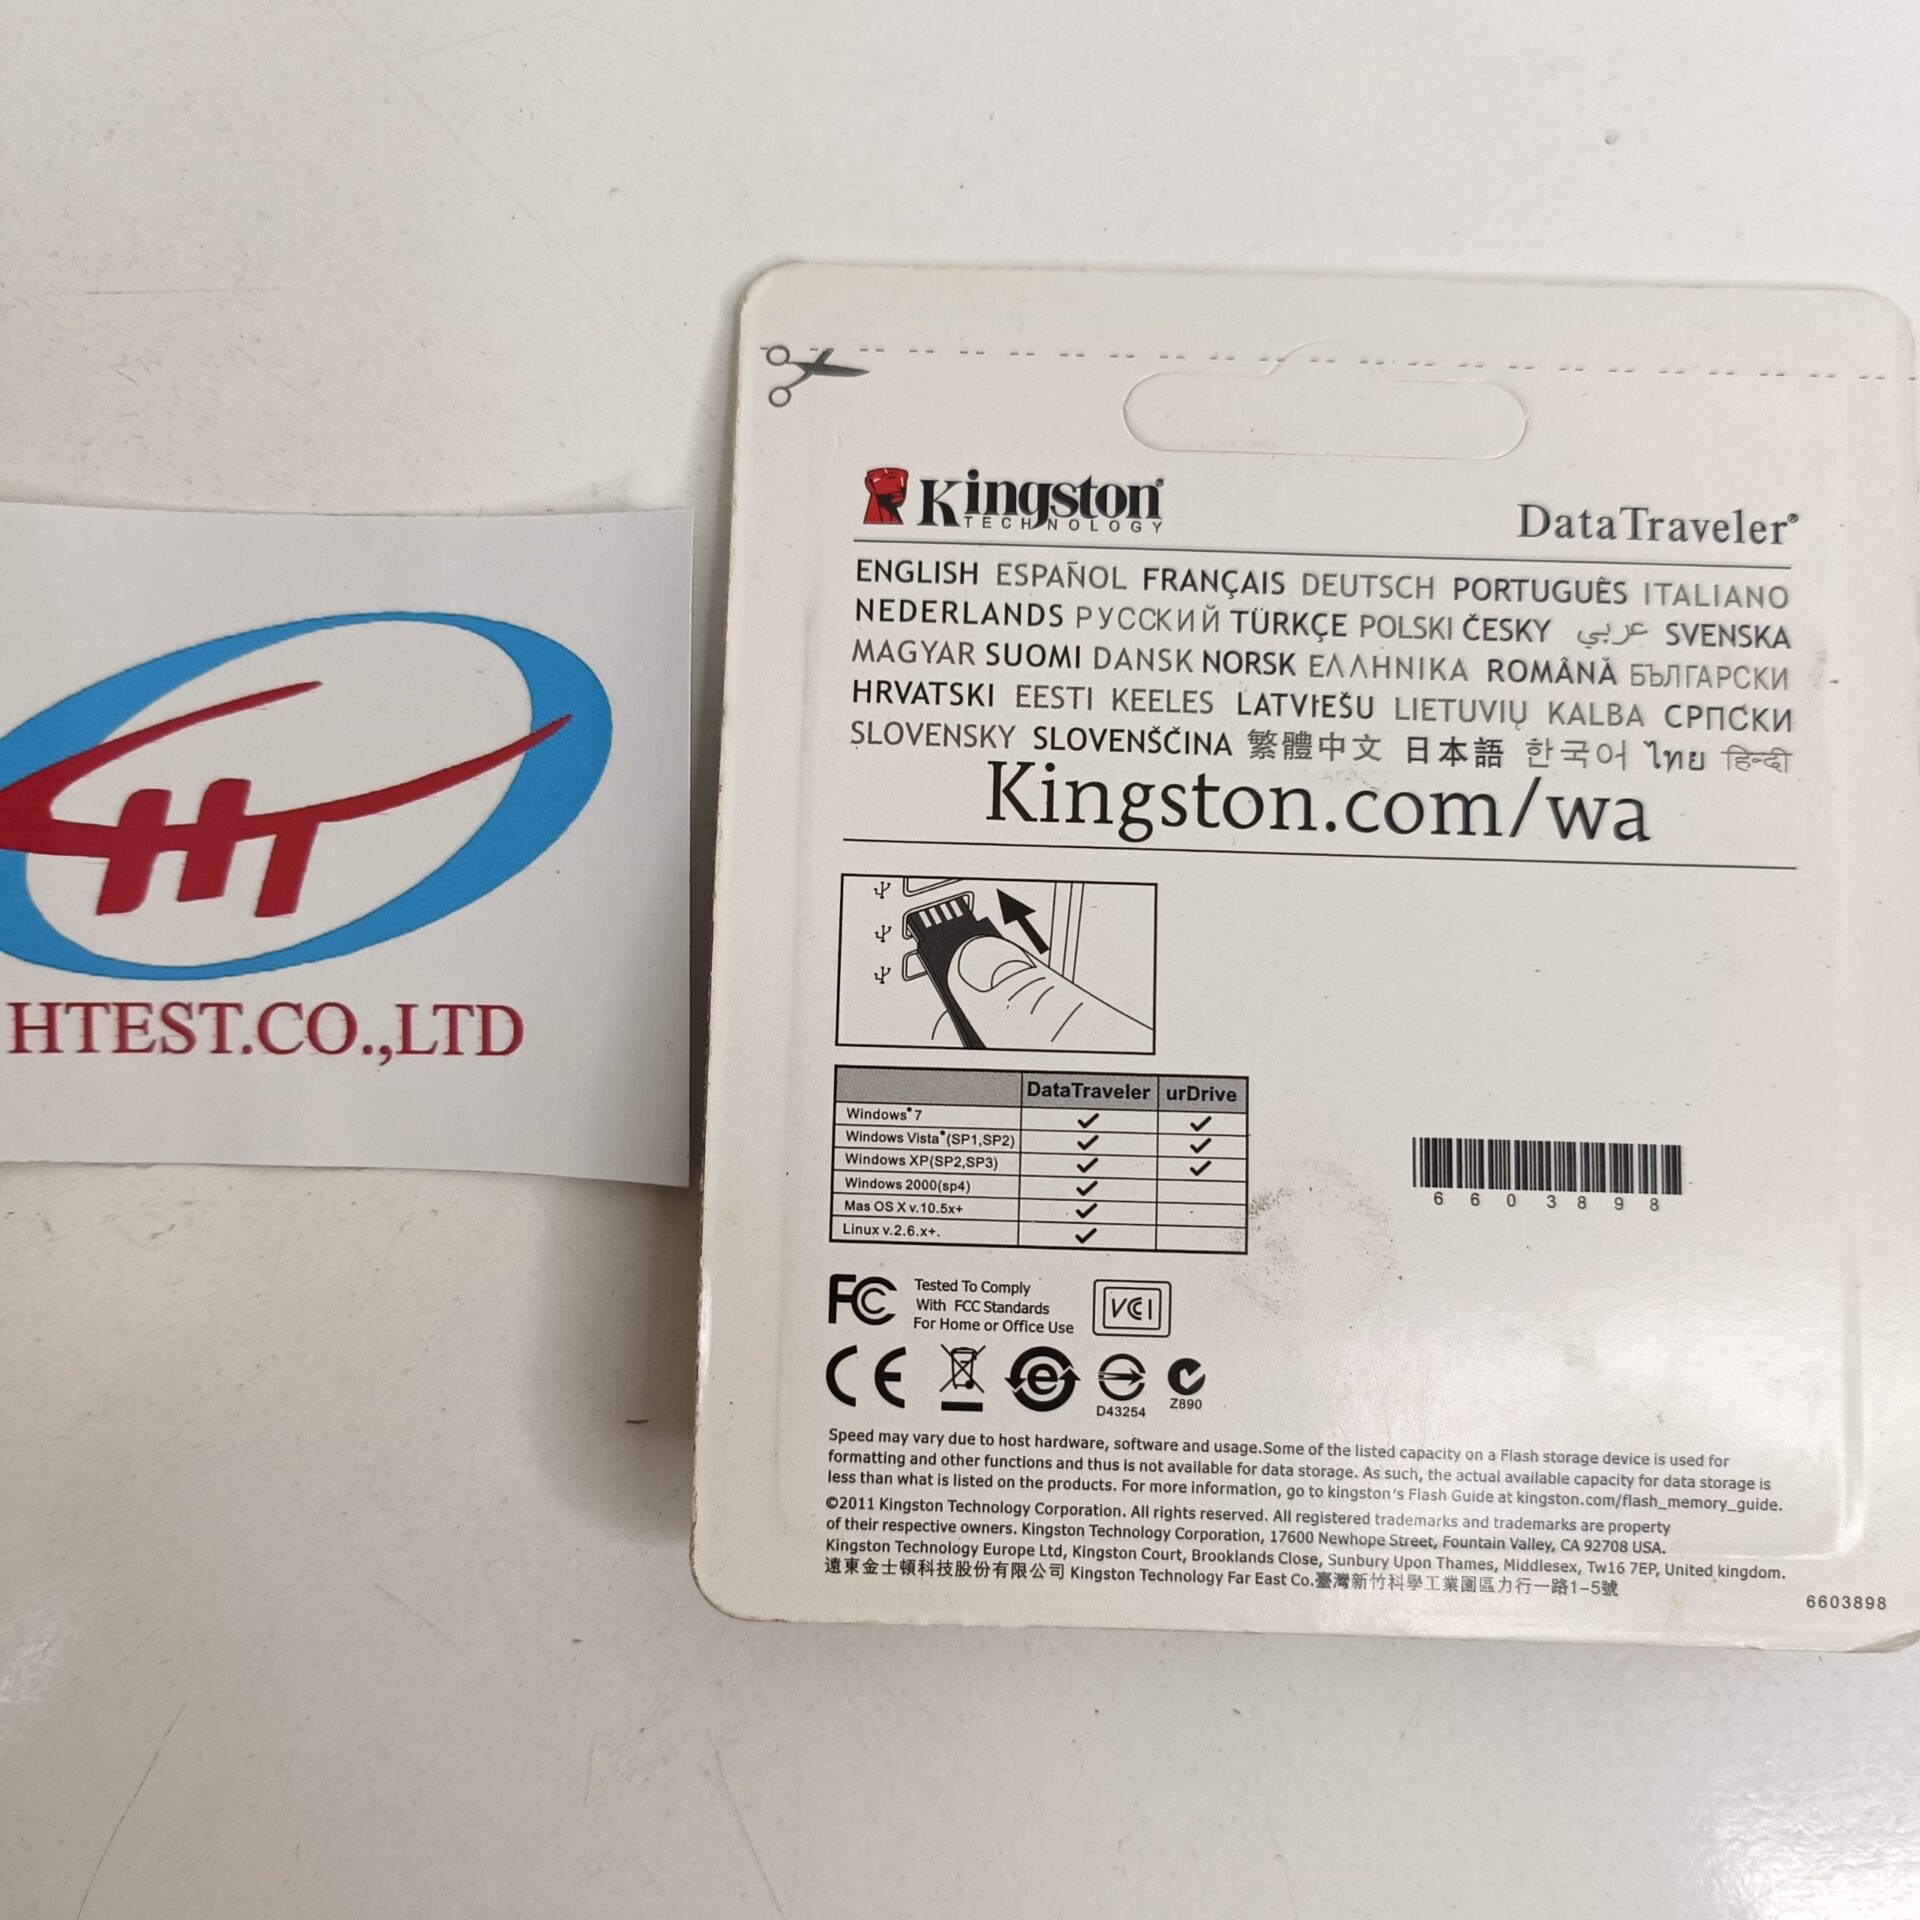 HT
HTEST.CO.,LTD
Kingston®
TECHNOLOGY
DataTraveler®
ENGLISH ESPAÑOL FRANÇAIS DEUTSCH PORTUGUÊS ITALIANO
NEDERLANDS РУССКИЙ TÜRKÇE POLSKI ČESKY عربي SVENSKA
MAGYAR SUOMI DANSK NORSK ΕΛΛΗΝΙΚΑ ROMÂNĂ БЪЛГАРСКИ
HRVATSKI EESTI KEELES LATVIEŠU LIETUVIŲ KALBA СРПСКИ
SLOVENSKY SLOVENŠČINA 繁體中文 日本語 한국어 ไทย हिन्दी
Kingston.com/wa
DataTraveler urDrive
Windows®7 ✓ ✓
Windows Vista®(SP1,SP2) ✓ ✓
Windows XP(SP2,SP3) ✓ ✓
Windows 2000(sp4) ✓
Mas OS X v.10.5x+ ✓
Linux v.2.6.x+. ✓
6603898
FC Tested To Comply
With FCC Standards
For Home or Office Use
VCI
CE
e
D43254
Z890
Speed may vary due to host hardware, software and usage.Some of the listed capacity on a Flash storage device is used for
formatting and other functions and thus is not available for data storage. As such, the actual available capacity for data storage is
less than what is listed on the products. For more information, go to kingston's Flash Guide at kingston.com/flash_memory_guide.
©2011 Kingston Technology Corporation. All rights reserved. All registered trademarks and trademarks are property
of their respective owners. Kingston Technology Corporation, 17600 Newhope Street, Fountain Valley, CA 92708 USA.
Kingston Technology Europe Ltd, Kingston Court, Brooklands Close, Sunbury Upon Thames, Middlesex, Tw16 7EP, United kingdom.
遠東金士頓科技股份有限公司 Kingston Technology Far East Co.臺灣新竹科學工業園區力行一路1-5號
6603898